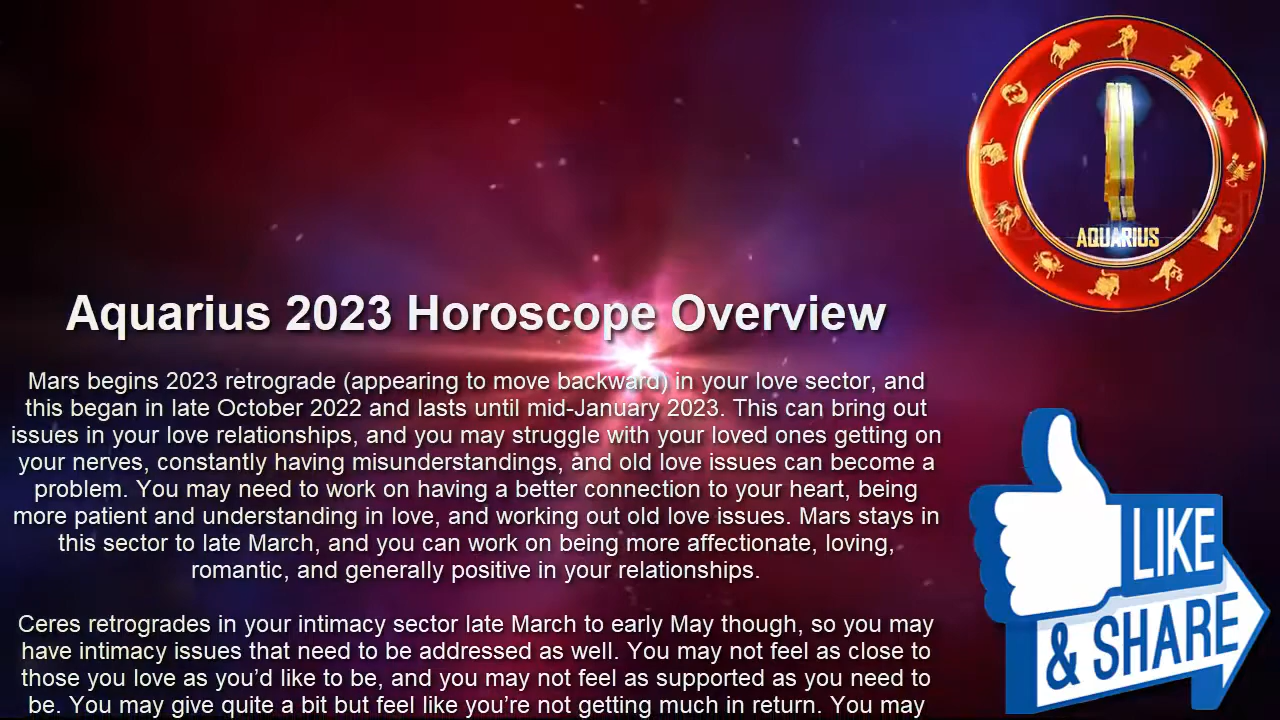 AQUARIUS
Aquarius 2023 Horoscope Overview
Mars begins 2023 retrograde (appearing to move backward) in your love sector, and
this began in late October 2022 and lasts until mid-January 2023. This can bring out
issues in your love relationships, and you may struggle with your loved ones getting on
your nerves, constantly having misunderstandings, and old love issues can become a
problem. You may need to work on having a better connection to your heart, being
more patient and understanding in love, and working out old love issues. Mars stays in
this sector to late March, and you can work on being more affectionate, loving,
romantic, and generally positive in your relationships.
Ceres retrogrades in your intimacy sector late March to early May though, so you may
have intimacy issues that need to be addressed as well. You may not feel as close to
those you love as you’d like to be, and you may not feel as supported as you need to
be. You may give quite a bit but feel like you’re not getting much in return. You may
LIKE
& SHARE